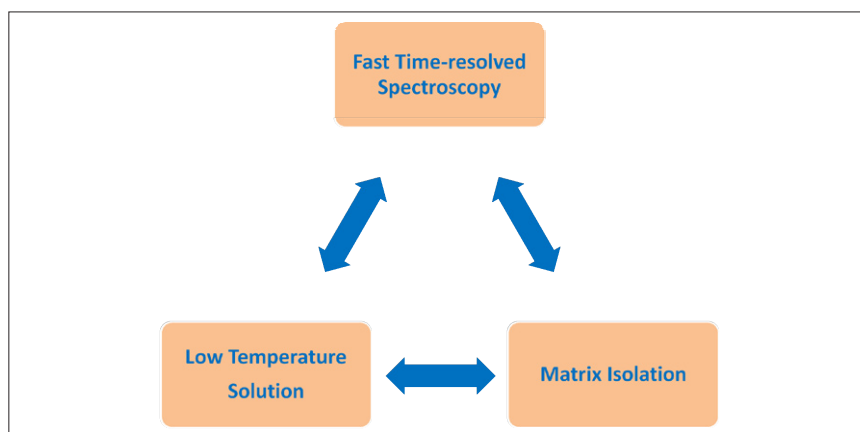 Fast Time-resolved
Spectroscopy
Low Temperature
Solution
Matrix Isolation